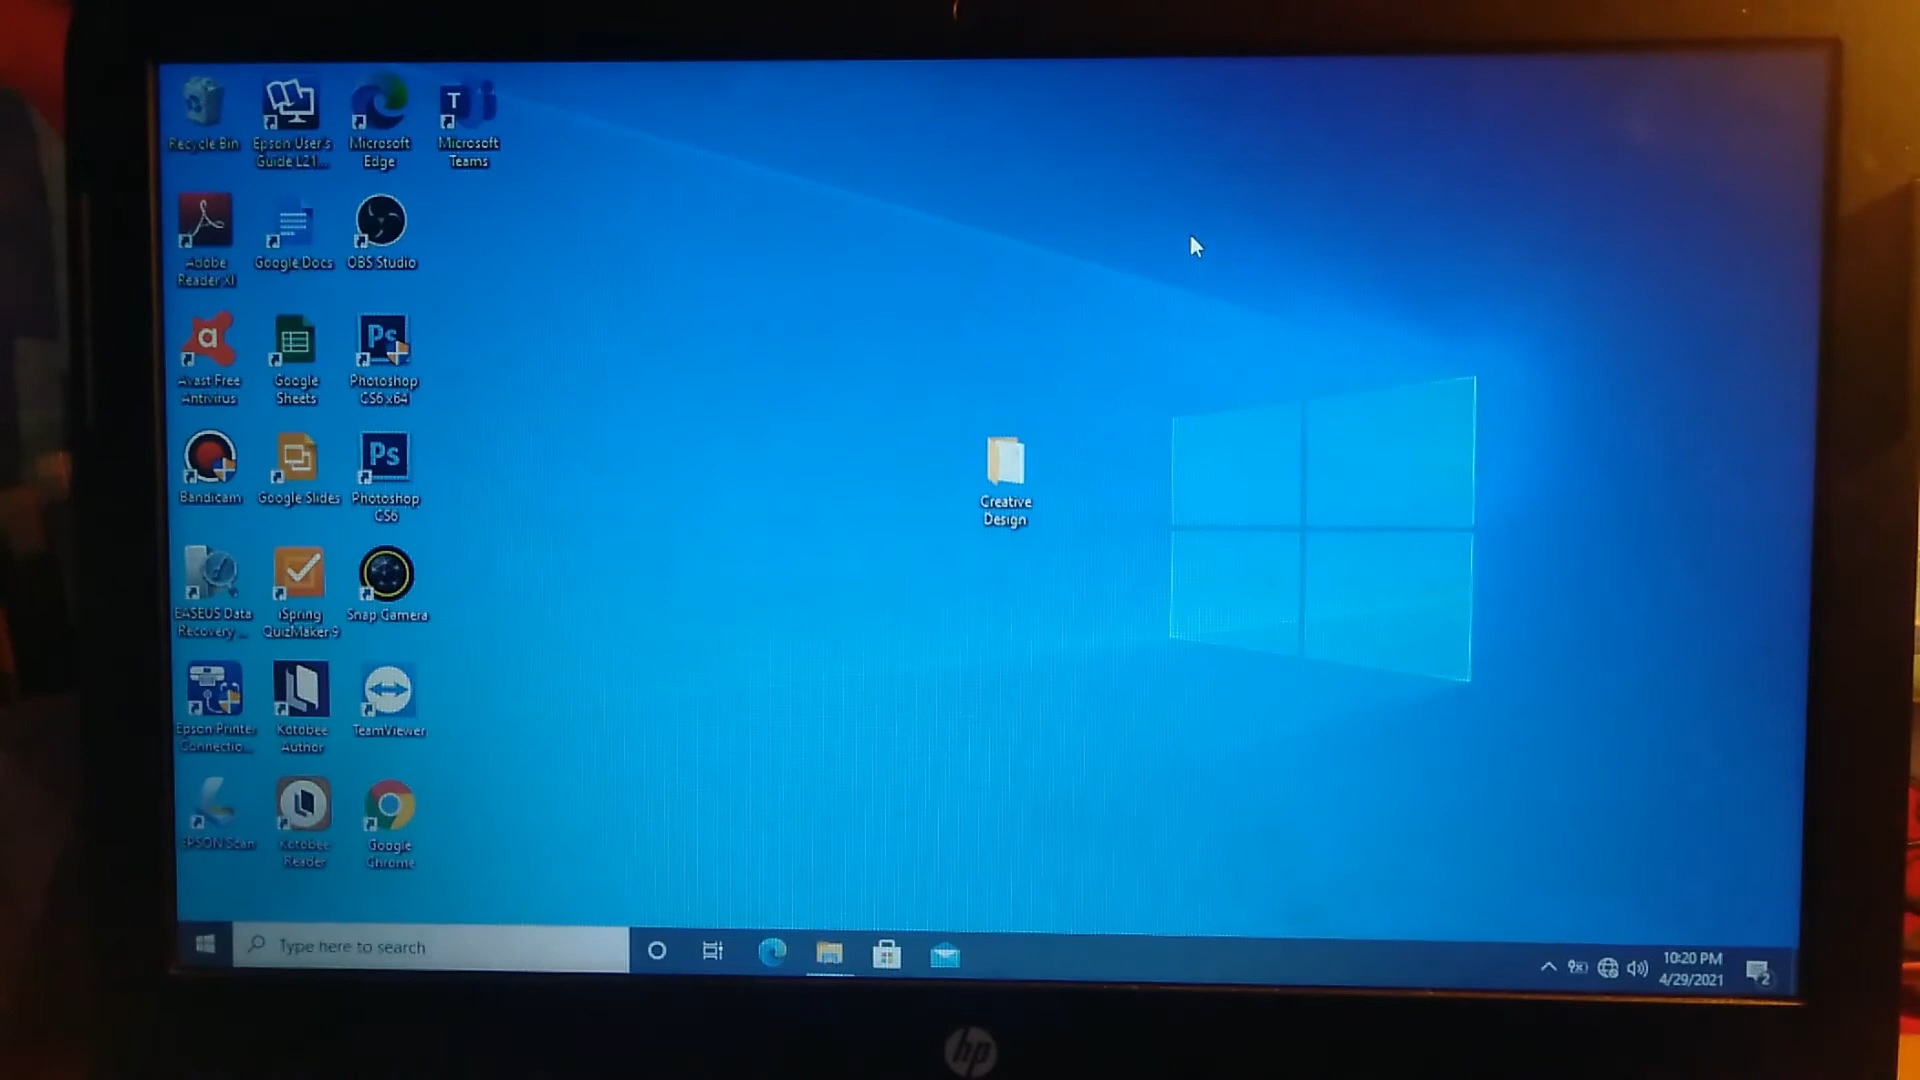 Recycle Bin
Epson User's
Guide L21...
Microsoft
Edge
T
Microsoft
Teams
Adobe
Reader XI
Google Docs
OBS Studio
a
Avast Free
Antivirus
Google
Sheets
Ps
Photoshop
CS6 x64
Bandicam
Google Slides
Ps
Photoshop
CS6
Creative
Design
EASEUS Data
Recovery ...
iSpring
QuizMaker 9
Snap Camera
Epson Printer
Connectio...
Kotobee
Author
TeamViewer
EPSON Scan
Kotobee
Reader
Google
Chrome
Type here to search
10:20 PM
4/29/2021
2
hp